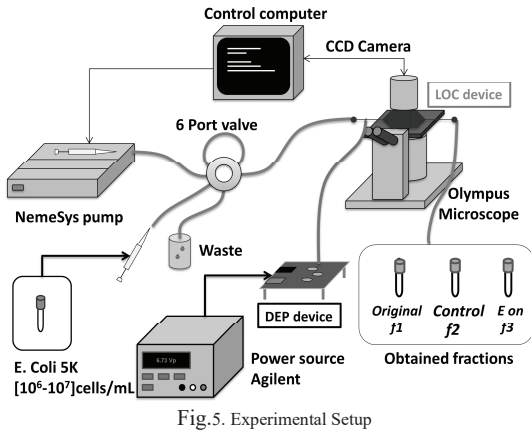 Control computer
CCD Camera
LOC device
6 Port valve
NemeSys pump
Olympus
Microscope
Waste
DEP device
E. Coli 5K
[10⁶-10⁷]cells/mL
6.73 Vp
Power source
Agilent
Original
f1
Control
f2
E on
f3
Obtained fractions
Fig.5. Experimental Setup